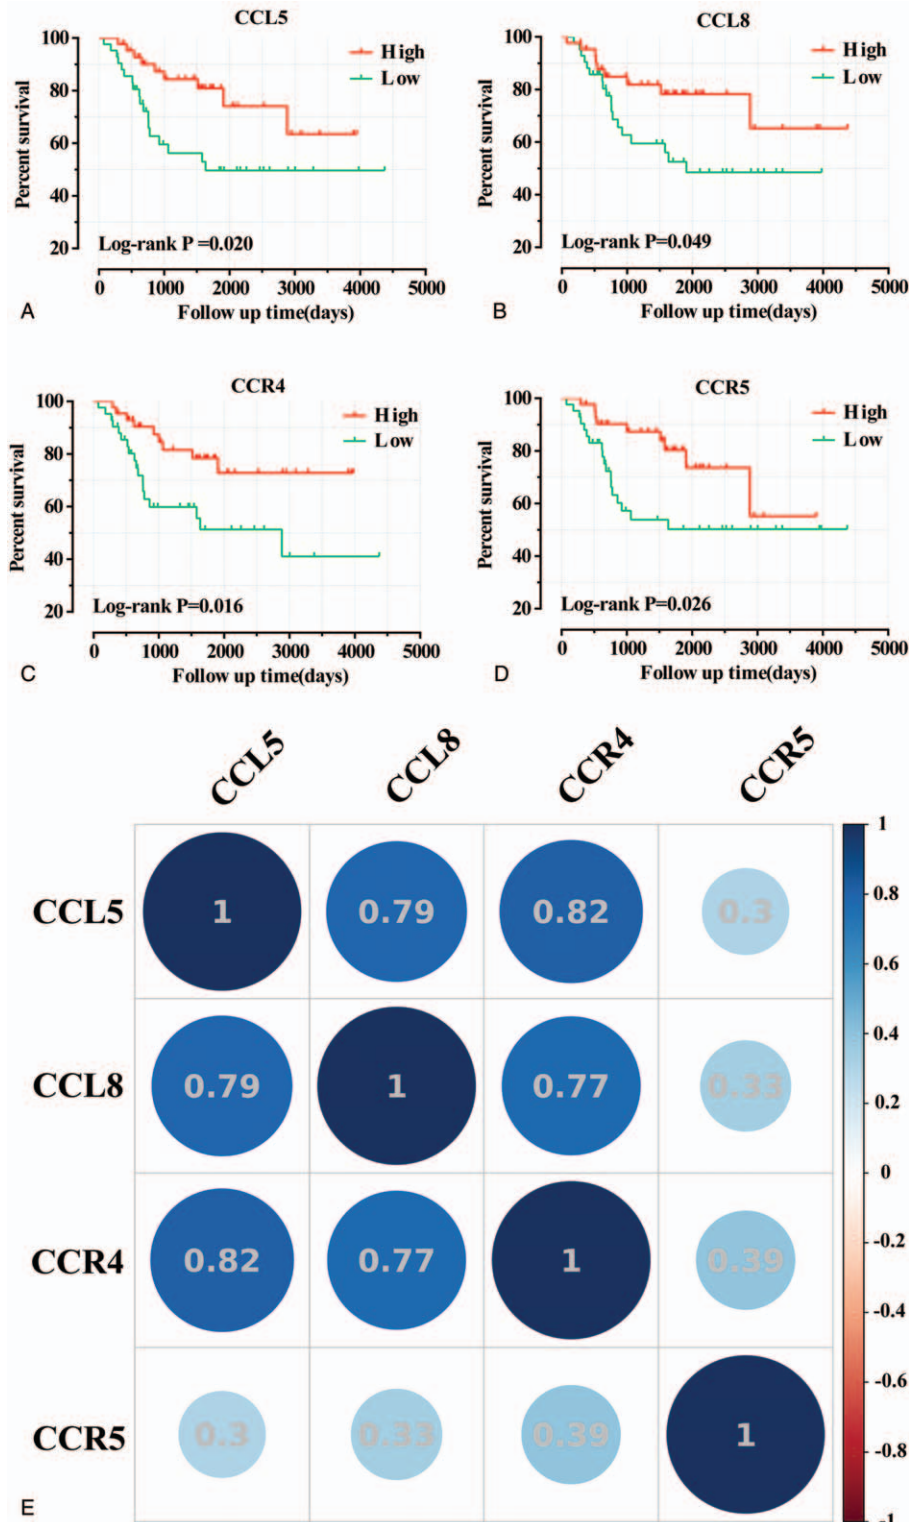 CCL5
100
80
60
40
20
Percent survival
High
Low
Log-rank P =0.020
0 1000 2000 3000 4000 5000
Follow up time(days)
A
CCL8
100
80
60
40
20
Percent survival
High
Low
Log-rank P=0.049
0 1000 2000 3000 4000 5000
Follow up time(days)
B
CCR4
100
80
60
40
20
Percent survival
High
Low
Log-rank P=0.016
0 1000 2000 3000 4000 5000
Follow up time(days)
C
CCR5
100
80
60
40
20
Percent survival
High
Low
Log-rank P=0.026
0 1000 2000 3000 4000 5000
Follow up time(days)
D
CCL5 CCL8 CCR4 CCR5
CCL5 1 0.79 0.82 0.3
CCL8 0.79 1 0.77 0.33
CCR4 0.82 0.77 1 0.39
CCR5 0.3 0.33 0.39 1
1
0.8
0.6
0.4
0.2
0
-0.2
-0.4
-0.6
-0.8
-1
E